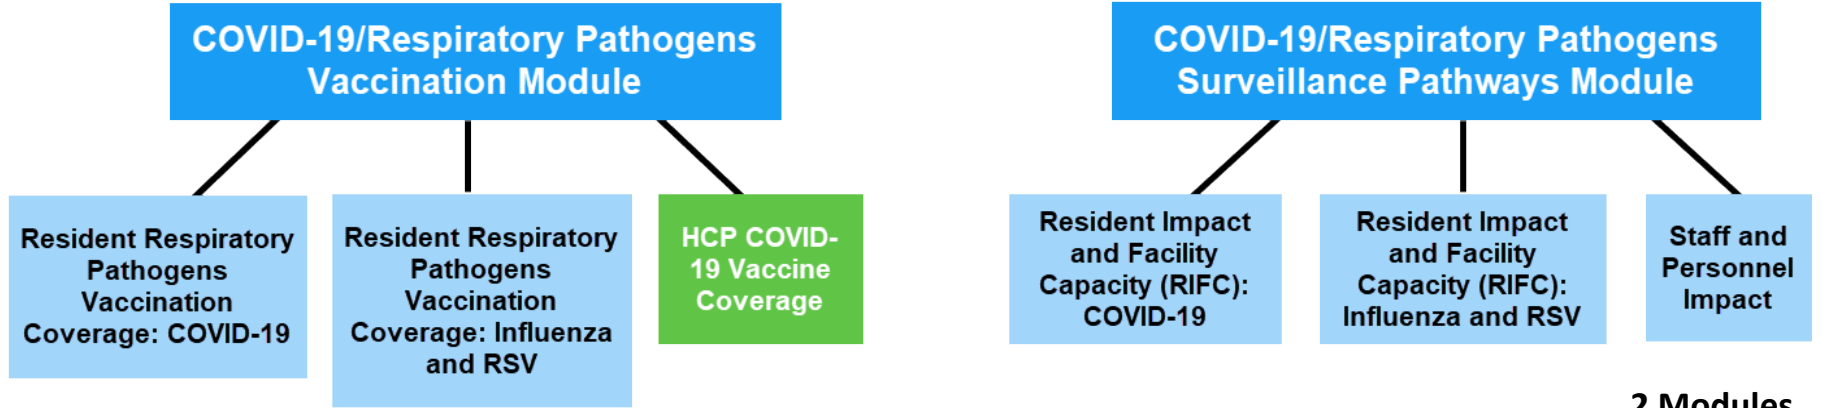 COVID-19/Respiratory Pathogens
Vaccination Module
Resident Respiratory
Pathogens
Vaccination
Coverage: COVID-19
Resident Respiratory
Pathogens
Vaccination
Coverage: Influenza
and RSV
HCP COVID-
19 Vaccine
Coverage
COVID-19/Respiratory Pathogens
Surveillance Pathways Module
Resident Impact
and Facility
Capacity (RIFC):
COVID-19
Resident Impact
and Facility
Capacity (RIFC):
Influenza and RSV
Staff and
Personnel
Impact
2 Modules